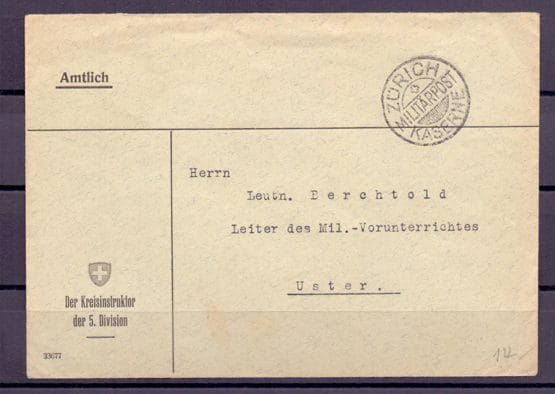 Amtlich
ZÜRICH
MILITÄRPOST
KASERNE
Herrn
Leutn. Berchtold
Leiter des Mil.-Vorunterrichtes
Uster.
Der Kreisinstruktor
der 5. Division
33677